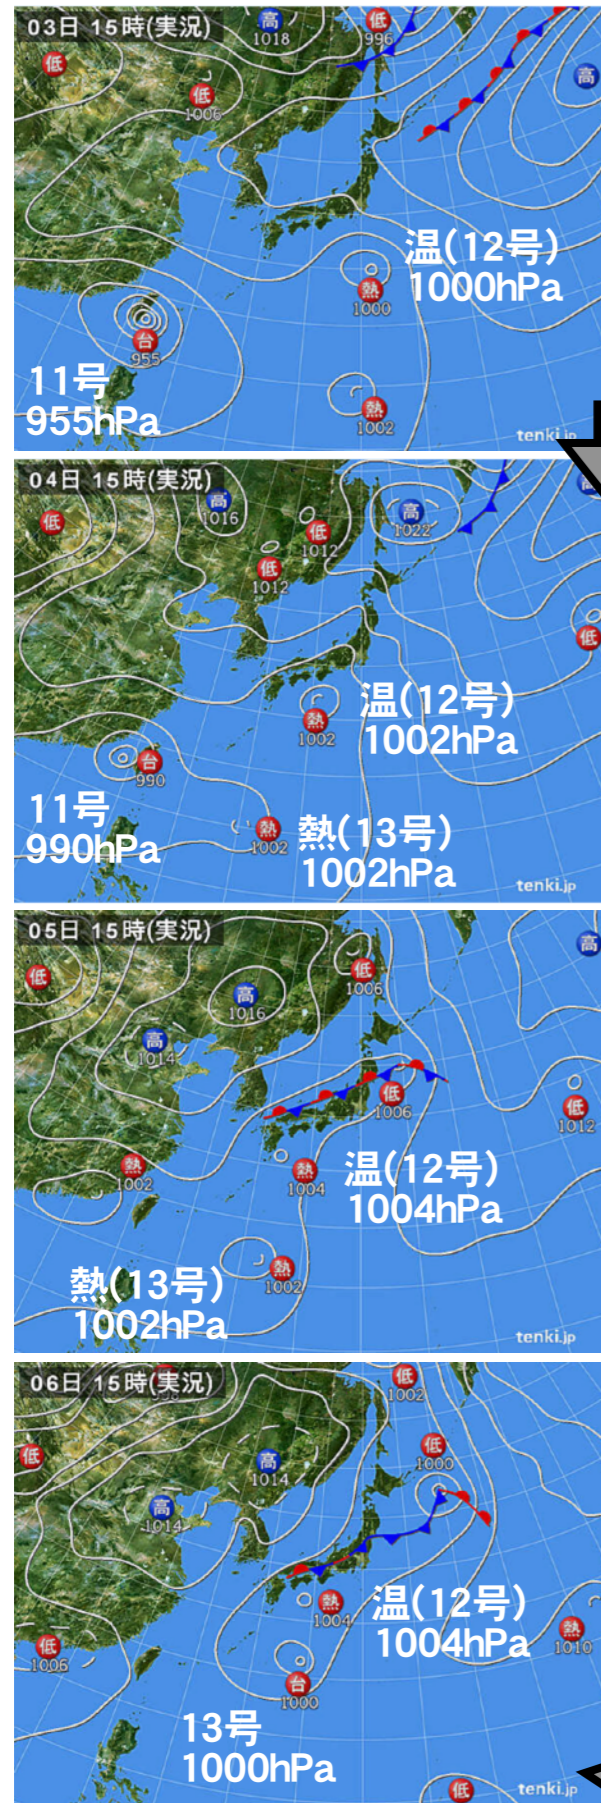 03日 15時(実況)
高
1018
低
996
低
低
1006
高
温(12号)
1000hPa
熱
1000
台
955
11号
955hPa
熱
1002
tenki.jp
04日 15時(実況)
高
1016
高
1022
高
低
低
1012
低
1012
低
温(12号)
1002hPa
熱
1002
台
990
11号
990hPa
熱
1002
熱(13号)
1002hPa
tenki.jp
05日 15時(実況)
低
1006
高
低
高
1016
高
1014
低
1006
低
1012
熱
1002
熱
1004
温(12号)
1004hPa
熱
1002
熱(13号)
1002hPa
tenki.jp
06日 15時(実況)
低
1002
低
1000
低
高
1014
高
1014
熱
1004
温(12号)
1004hPa
熱
1010
低
1006
台
1000
13号
1000hPa
低
tenki.jp